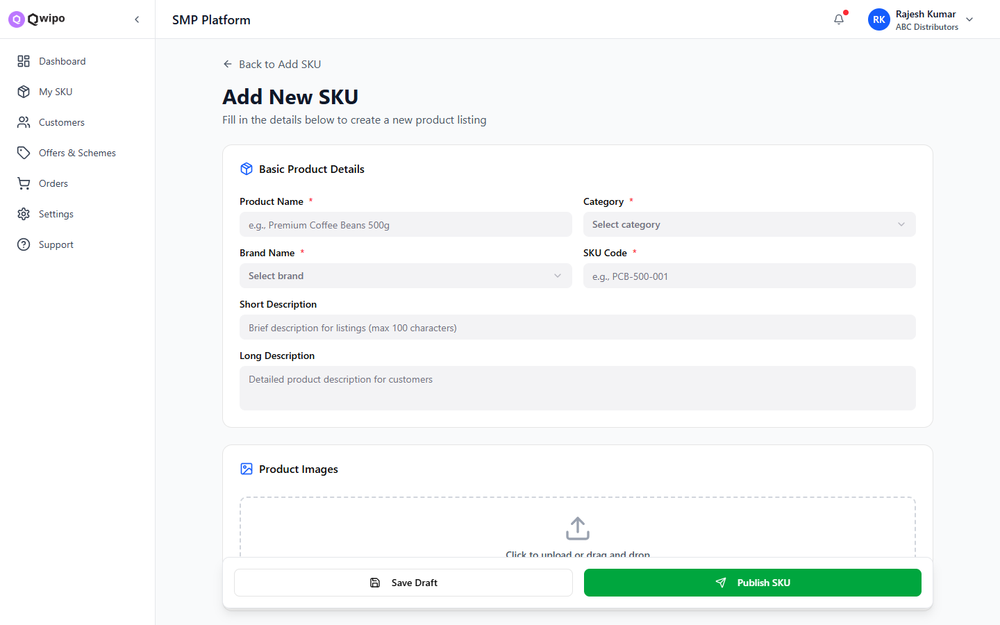 Qwipo
SMP Platform
RK
Rajesh Kumar
ABC Distributors
Dashboard
My SKU
Customers
Offers & Schemes
Orders
Settings
Support
Back to Add SKU
Add New SKU
Fill in the details below to create a new product listing
Basic Product Details
Product Name *
e.g., Premium Coffee Beans 500g
Category *
Select category
Brand Name *
Select brand
SKU Code *
e.g., PCB-500-001
Short Description
Brief description for listings (max 100 characters)
Long Description
Detailed product description for customers
Product Images
Click to upload or drag and drop
Save Draft
Publish SKU